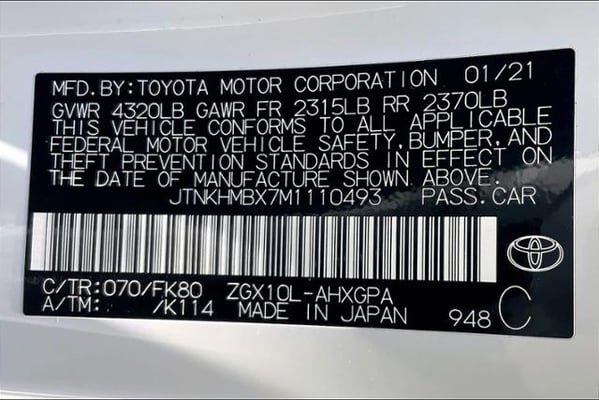 MFD. BY: TOYOTA MOTOR CORPORATION 01/21
GVWR 4320LB GAWR FR 2315LB RR 2370LB
THIS VEHICLE CONFORMS TO ALL APPLICABLE
FEDERAL MOTOR VEHICLE SAFETY, BUMPER, AND
THEFT PREVENTION STANDARDS IN EFFECT ON
THE DATE OF MANUFACTURE SHOWN ABOVE.
JTNKHMBX7M1110493 PASS. CAR
C/TR: 070/FK80 ZGX10L-AHXGPA
A/TM: /K114 MADE IN JAPAN 948 C